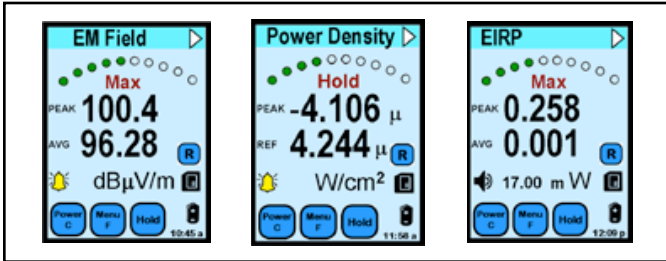 EM Field
Max
PEAK 100.4
AVG 96.28
R
dBµV/m
Power C
Menu F
Hold
10:45 a
Power Density
Hold
PEAK -4.106 µ
REF 4.244 µ
R
W/cm²
Power C
Menu F
Hold
11:56 a
EIRP
Max
PEAK 0.258
AVG 0.001
R
17.00 m W
Power C
Menu F
Hold
12:09 p